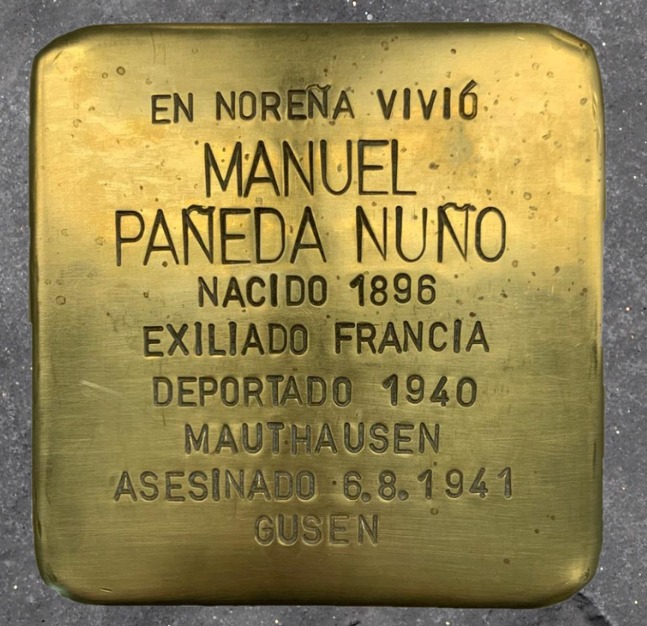 EN NOREÑA VIVIÓ
MANUEL
PAÑEDA NUÑO
NACIDO 1896
EXILIADO FRANCIA
DEPORTADO 1940
MAUTHAUSEN
ASESINADO 6.8.1941
GUSEN